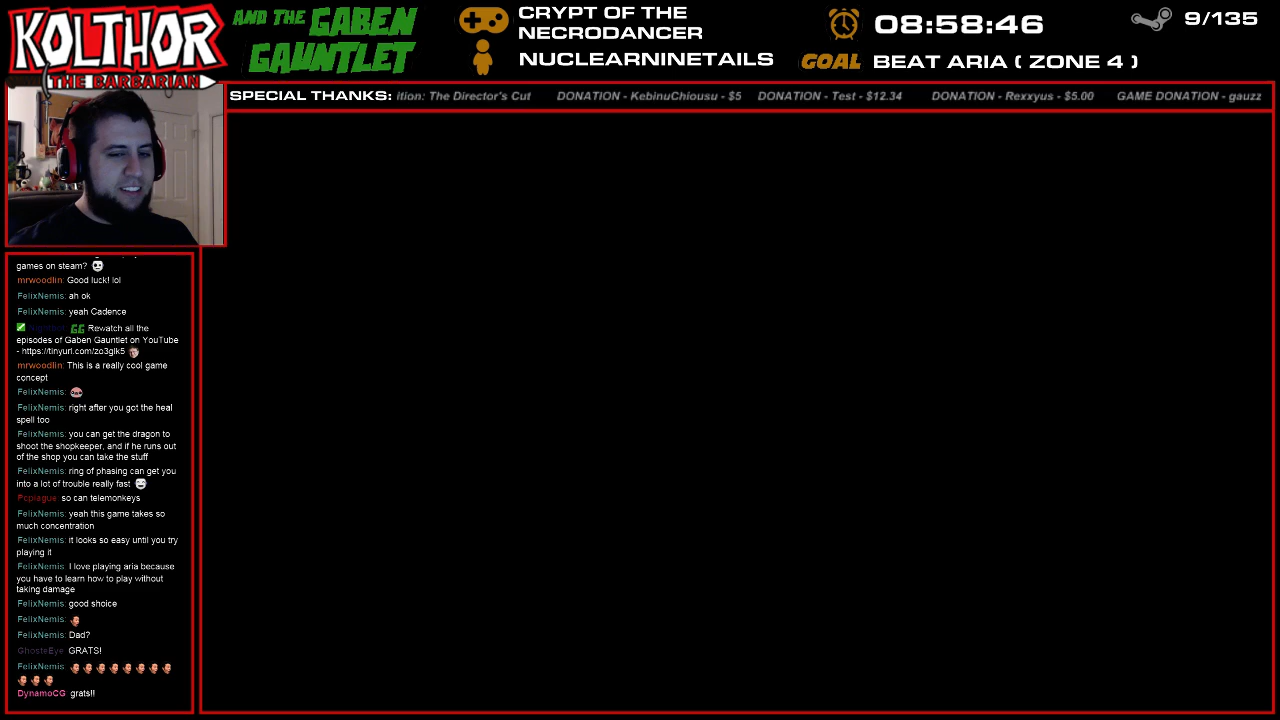 KOLTHOR
THE BARBARIAN
AND THE GABEN
GAUNTLET
CRYPT OF THE
NECRODANCER
NUCLEARNINETAILS
08:58:46
GOAL BEAT ARIA ( ZONE 4 )
9/135
SPECIAL THANKS: ition: The Director's Cut DONATION - KebinuChiousu - $5 DONATION - Test - $12.34 DONATION - Rexxyus - $5.00 GAME DONATION - gauzz
games on steam?
mrwoodlin: Good luck! lol
FelixNemis: ah ok
FelixNemis: yeah Cadence
Nightbot: GG Rewatch all the
episodes of Gaben Gauntlet on YouTube
- https://tinyurl.com/zo3glk5
mrwoodlin: This is a really cool game
concept
FelixNemis:
FelixNemis: right after you got the heal
spell too
FelixNemis: you can get the dragon to
shoot the shopkeeper, and if he runs out
of the shop you can take the stuff
FelixNemis: ring of phasing can get you
into a lot of trouble really fast
Pcplague: so can telemonkeys
FelixNemis: yeah this game takes so
much concentration
FelixNemis: it looks so easy until you try
playing it
FelixNemis: I love playing aria because
you have to learn how to play without
taking damage
FelixNemis: good shoice
FelixNemis:
FelixNemis: Dad?
GhosteEye: GRATS!
FelixNemis:
DynamoCG: grats!!